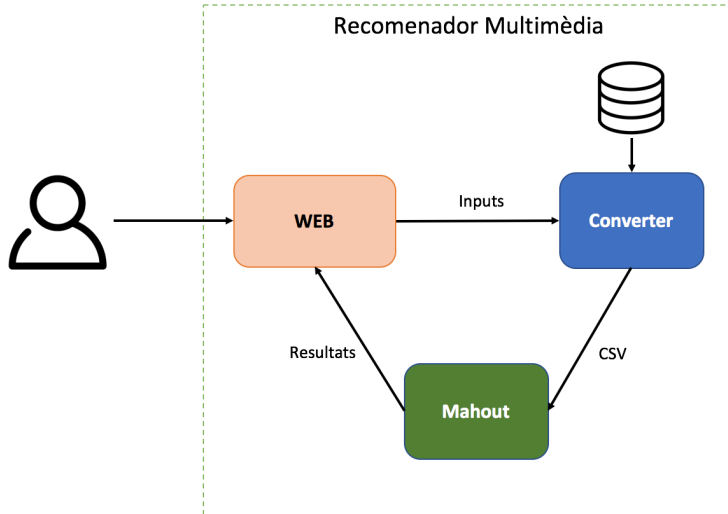 Recomenador Multimèdia
WEB
Inputs
Converter
Resultats
CSV
Mahout